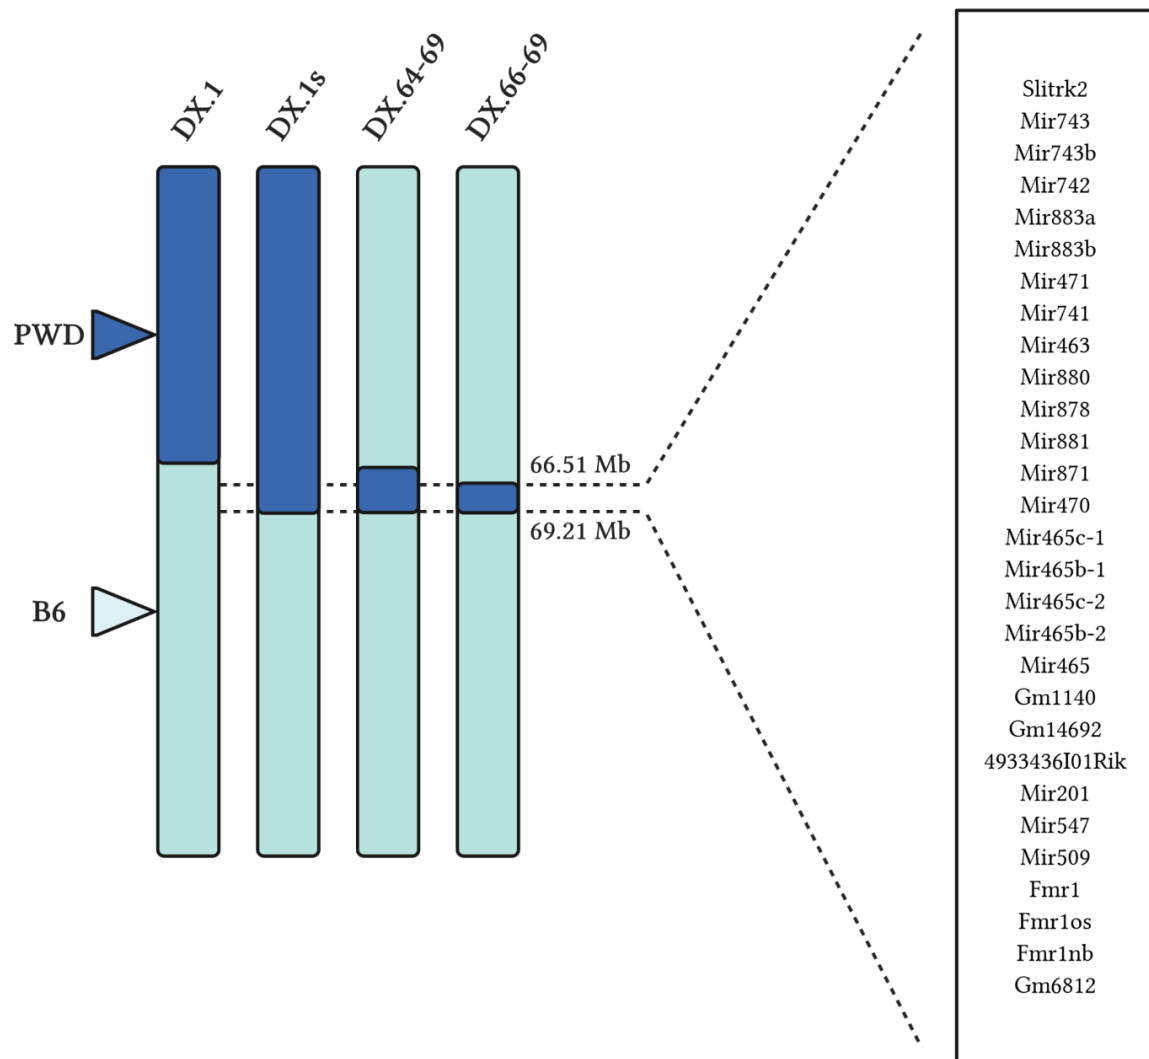 DX.1
DX.1s
DX.64-69
DX.66-69
PWD
B6
66.51 Mb
69.21 Mb
Slitrk2
Mir743
Mir743b
Mir742
Mir883a
Mir883b
Mir471
Mir741
Mir463
Mir880
Mir878
Mir881
Mir871
Mir470
Mir465c-1
Mir465b-1
Mir465c-2
Mir465b-2
Mir465
Gm1140
Gm14692
4933436I01Rik
Mir201
Mir547
Mir509
Fmr1
Fmr1os
Fmr1nb
Gm6812